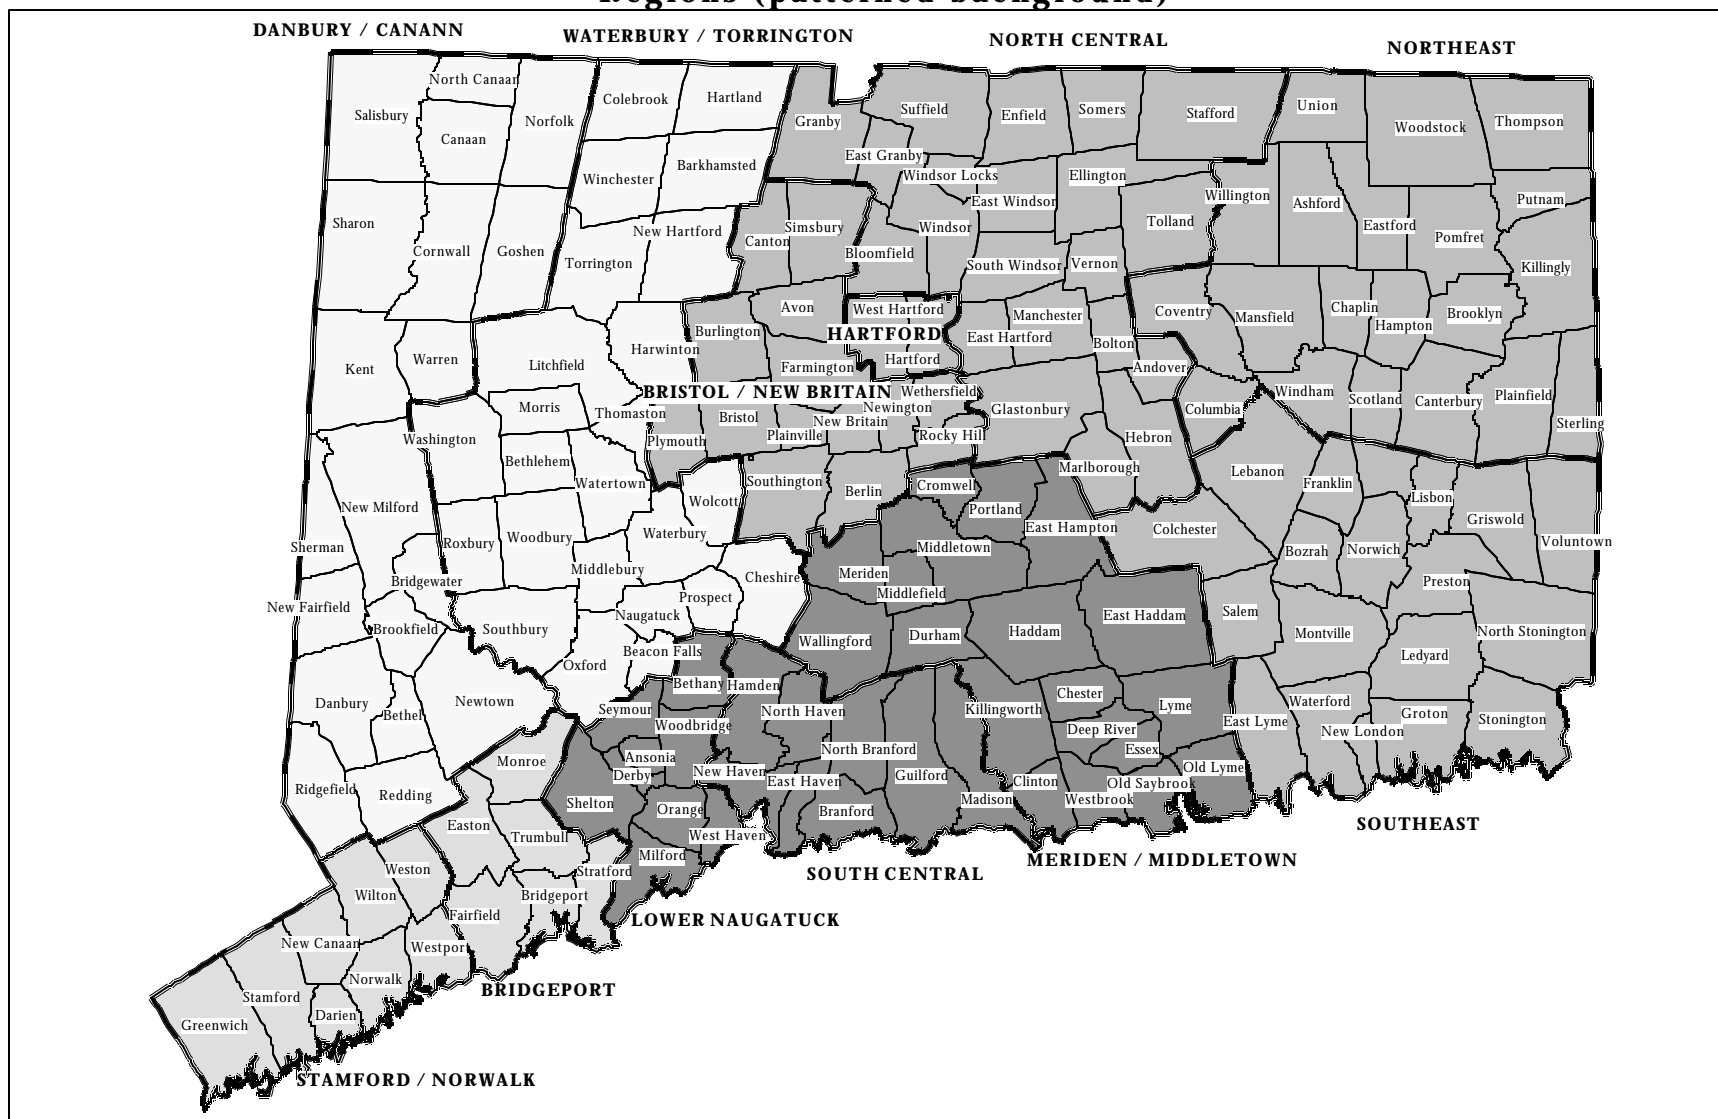 Regions (patterned background)
DANBURY / CANANN
WATERBURY / TORRINGTON
NORTH CENTRAL
NORTHEAST
North Canaan
Salisbury
Canaan
Norfolk
Colebrook
Hartland
Granby
Suffield
Enfield
Somers
Stafford
Union
Woodstock
Thompson
Winchester
Barkhamsted
East Granby
Windsor Locks
East Windsor
Ellington
Tolland
Willington
Ashford
Eastford
Pomfret
Putnam
Sharon
Cornwall
Goshen
Torrington
New Hartford
Canton
Simsbury
Bloomfield
Windsor
South Windsor
Vernon
Killingly
Kent
Warren
Litchfield
Harwinton
Burlington
Avon
West Hartford
HARTFORD
Hartford
East Hartford
Manchester
Bolton
Coventry
Mansfield
Chaplin
Hampton
Brooklyn
Farmington
Andover
BRISTOL / NEW BRITAIN
Wethersfield
Morris
Thomaston
Plymouth
Bristol
Plainville
New Britain
Newington
Rocky Hill
Glastonbury
Hebron
Columbia
Windham
Scotland
Canterbury
Plainfield
Sterling
Washington
Bethlehem
Watertown
Wolcott
Southington
Berlin
Cromwell
Portland
Marlborough
East Hampton
Lebanon
Franklin
Lisbon
Griswold
Voluntown
New Milford
Sherman
Roxbury
Woodbury
Waterbury
Middlebury
Cheshire
Meriden
Middletown
Middlefield
Colchester
Bozrah
Norwich
Preston
Bridgewater
New Fairfield
Brookfield
Southbury
Naugatuck
Prospect
Beacon Falls
Oxford
Wallingford
Durham
Haddam
East Haddam
Salem
Montville
Ledyard
North Stonington
Danbury
Bethel
Newtown
Seymour
Bethany
Hamden
Woodbridge
North Haven
Killingworth
Chester
Deep River
Essex
Lyme
East Lyme
Waterford
New London
Groton
Stonington
Monroe
Ansonia
Derby
New Haven
East Haven
North Branford
Guilford
Madison
Clinton
Westbrook
Old Saybrook
Old Lyme
Ridgefield
Redding
Shelton
Orange
West Haven
Branford
Easton
Trumbull
Milford
Stratford
SOUTHEAST
MERIDEN / MIDDLETOWN
SOUTH CENTRAL
Weston
Wilton
Bridgeport
Fairfield
LOWER NAUGATUCK
New Canaan
Westport
Norwalk
BRIDGEPORT
Stamford
Darien
Greenwich
STAMFORD / NORWALK